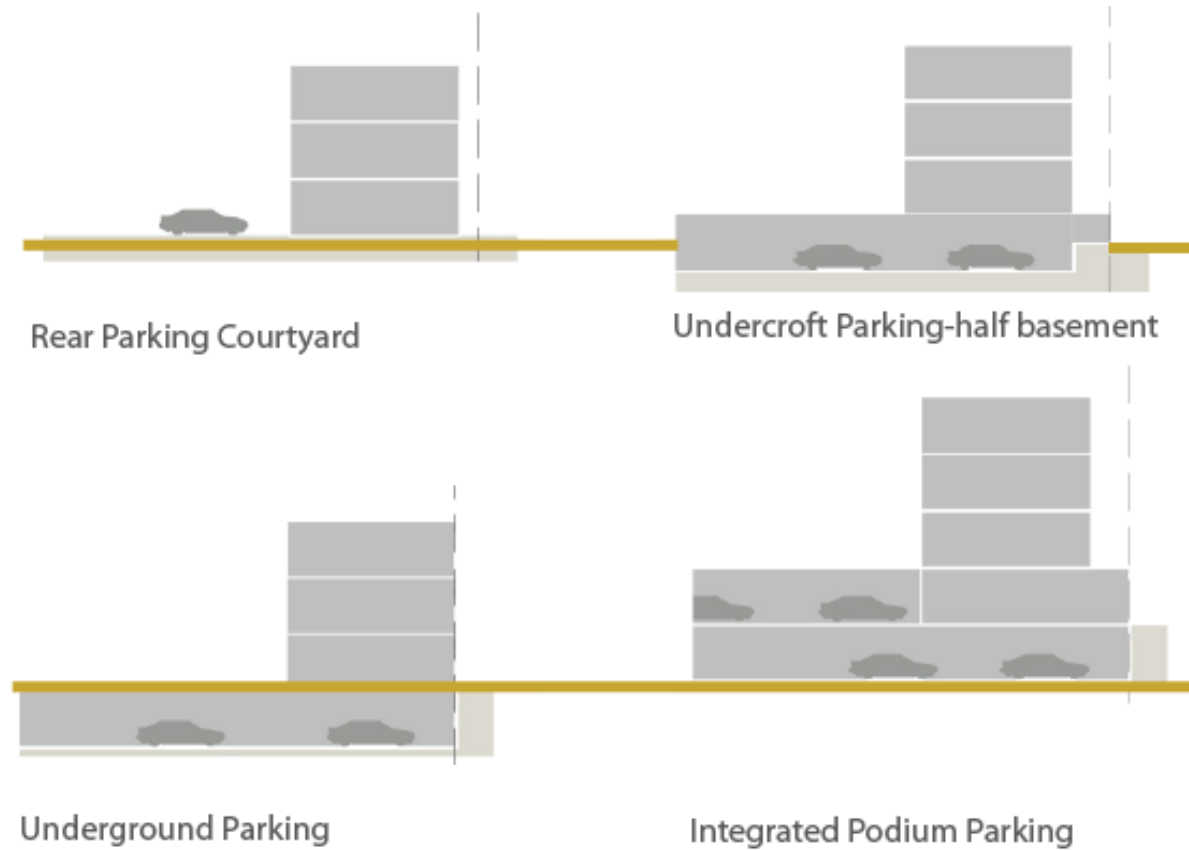 Rear Parking Courtyard
Undercroft Parking-half basement
Underground Parking
Integrated Podium Parking